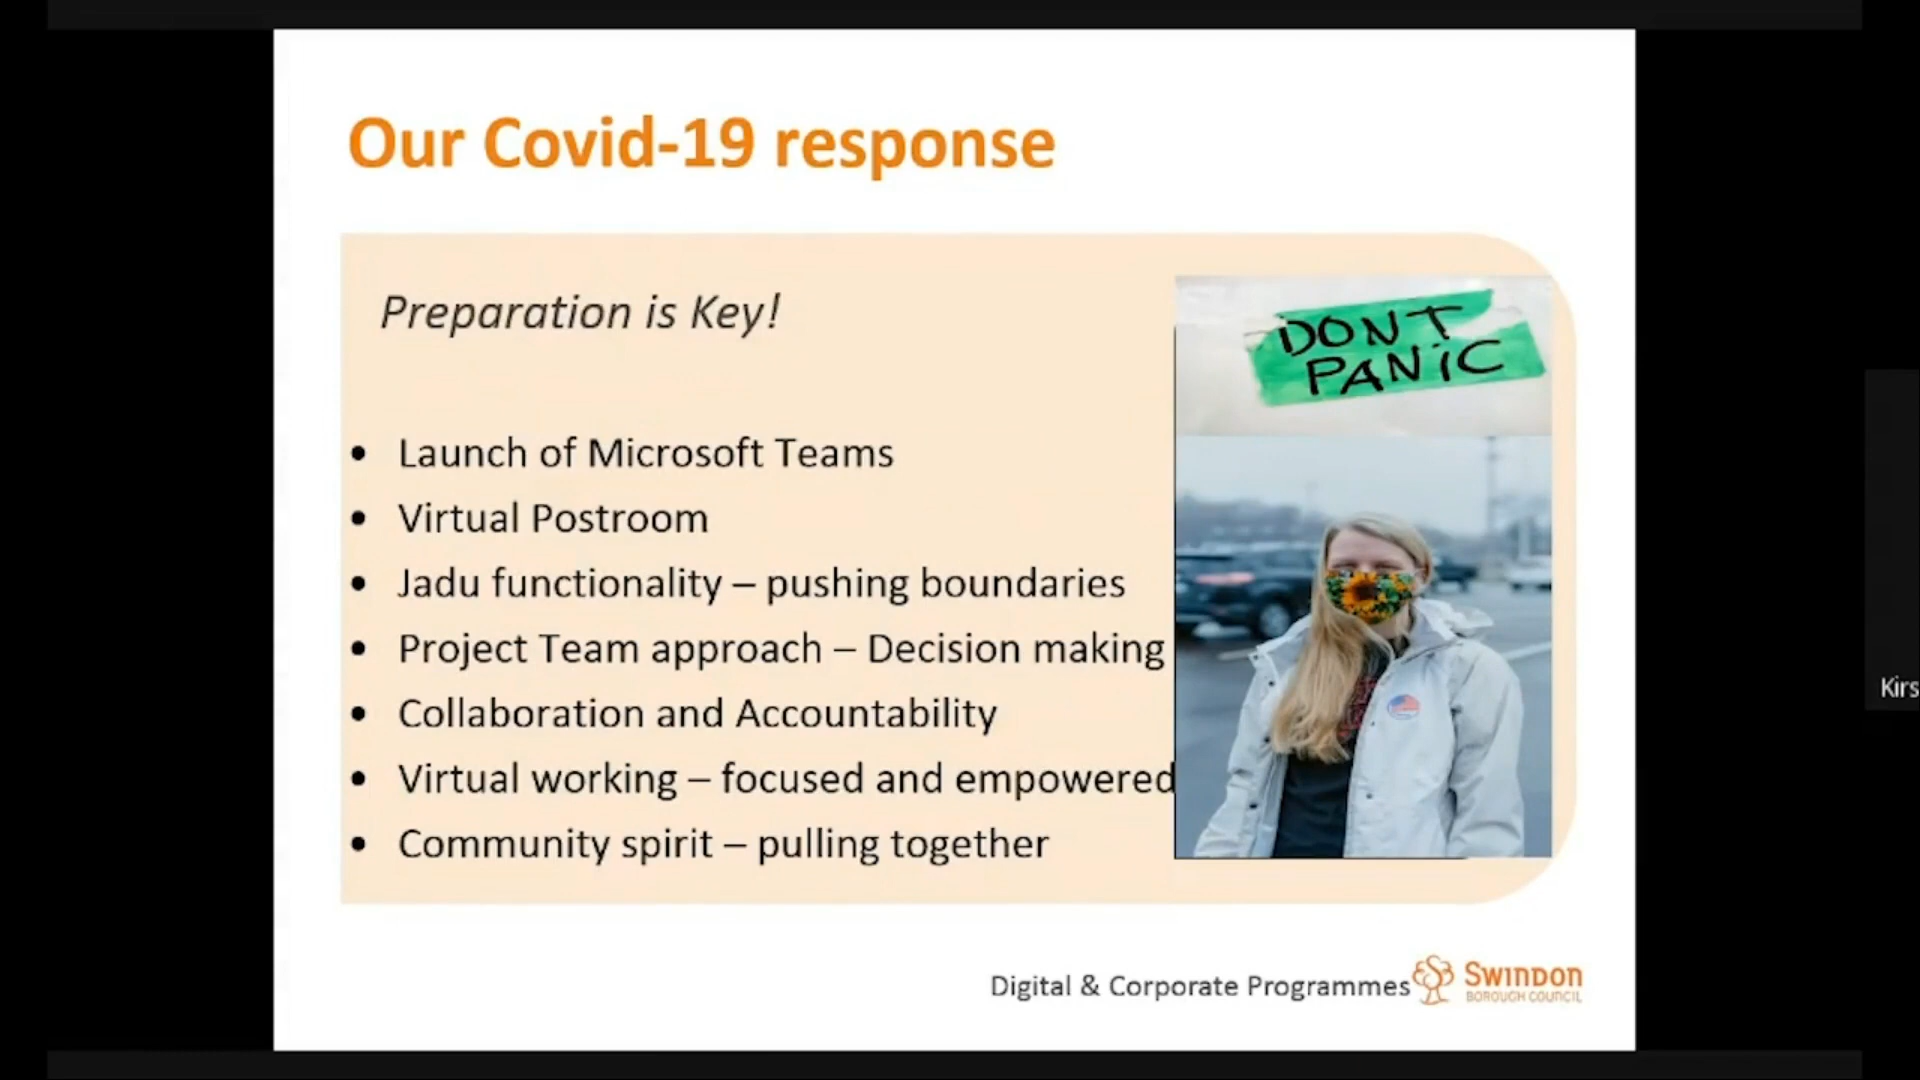 Our Covid-19 response
Preparation is Key!
DONT
PANIC
• Launch of Microsoft Teams
• Virtual Postroom
• Jadu functionality – pushing boundaries
• Project Team approach – Decision making
• Collaboration and Accountability
• Virtual working – focused and empowered
• Community spirit – pulling together
Digital & Corporate Programmes
SWINDON
BOROUGH COUNCIL
Kirs